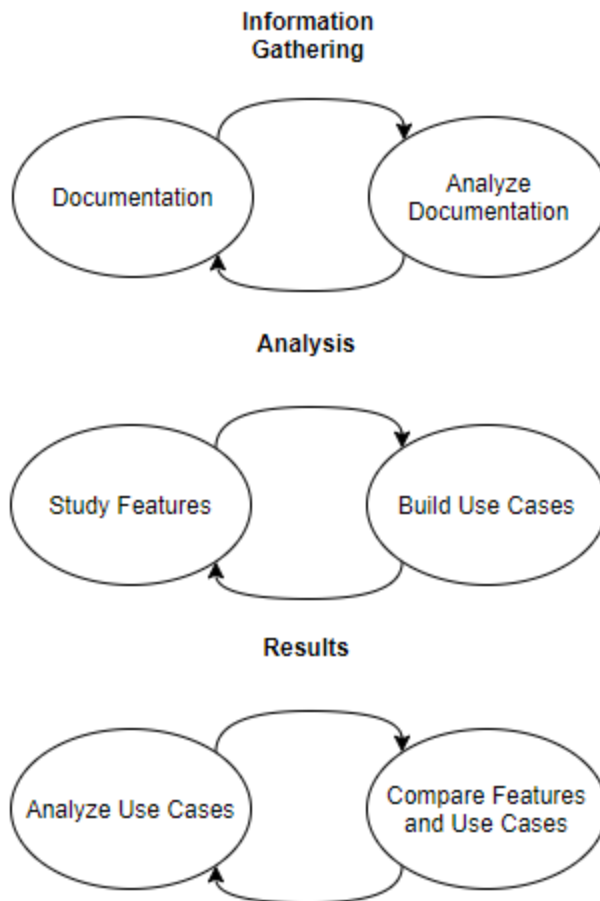 Information
Gathering
Documentation
Analyze
Documentation
Analysis
Study Features
Build Use Cases
Results
Analyze Use Cases
Compare Features
and Use Cases